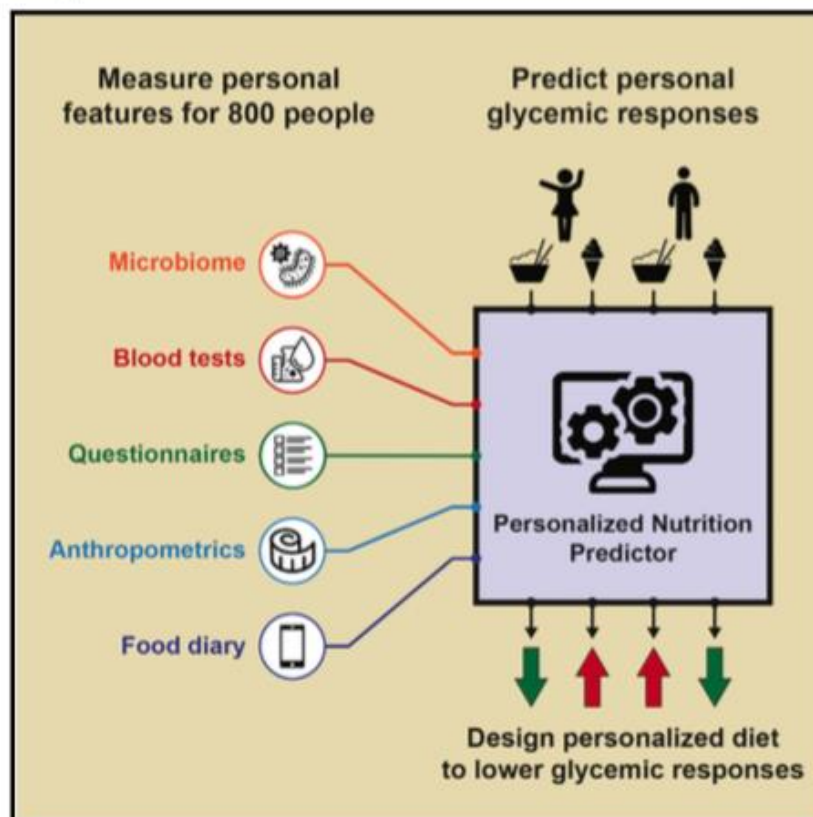 Measure personal
features for 800 people
Predict personal
glycemic responses
Microbiome
Blood tests
Questionnaires
Anthropometrics
Food diary
Personalized Nutrition
Predictor
Design personalized diet
to lower glycemic responses